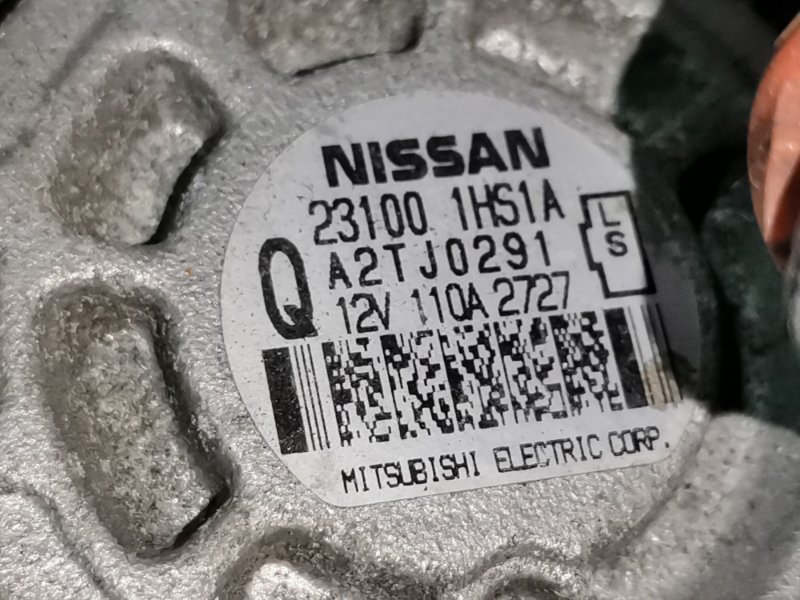 NISSAN
23100 1HS1A
Q
A2TJ0291
12V 110A 2727
L
S
MITSUBISHI ELECTRIC CORP.